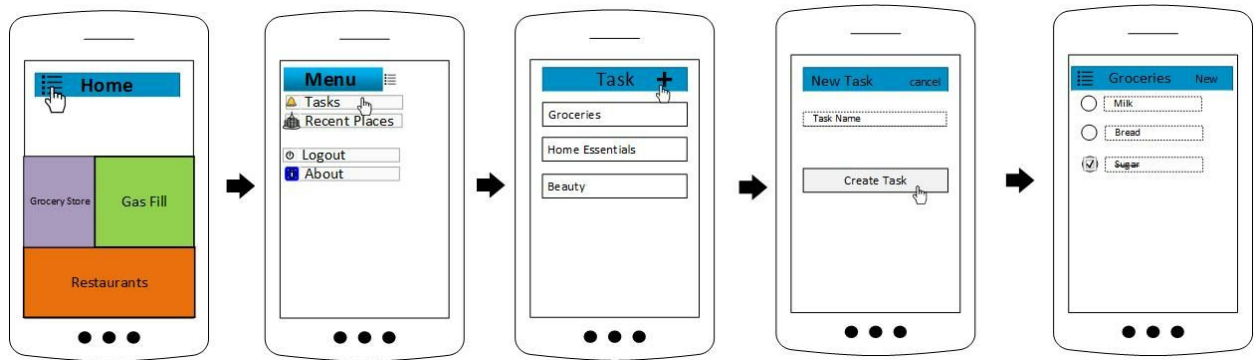 Home
Grocery Store
Gas Fill
Restaurants
Menu
Tasks
Recent Places
Logout
About
Task
Groceries
Home Essentials
Beauty
New Task
cancel
Task Name
Create Task
Groceries
New
Milk
Bread
Sugar